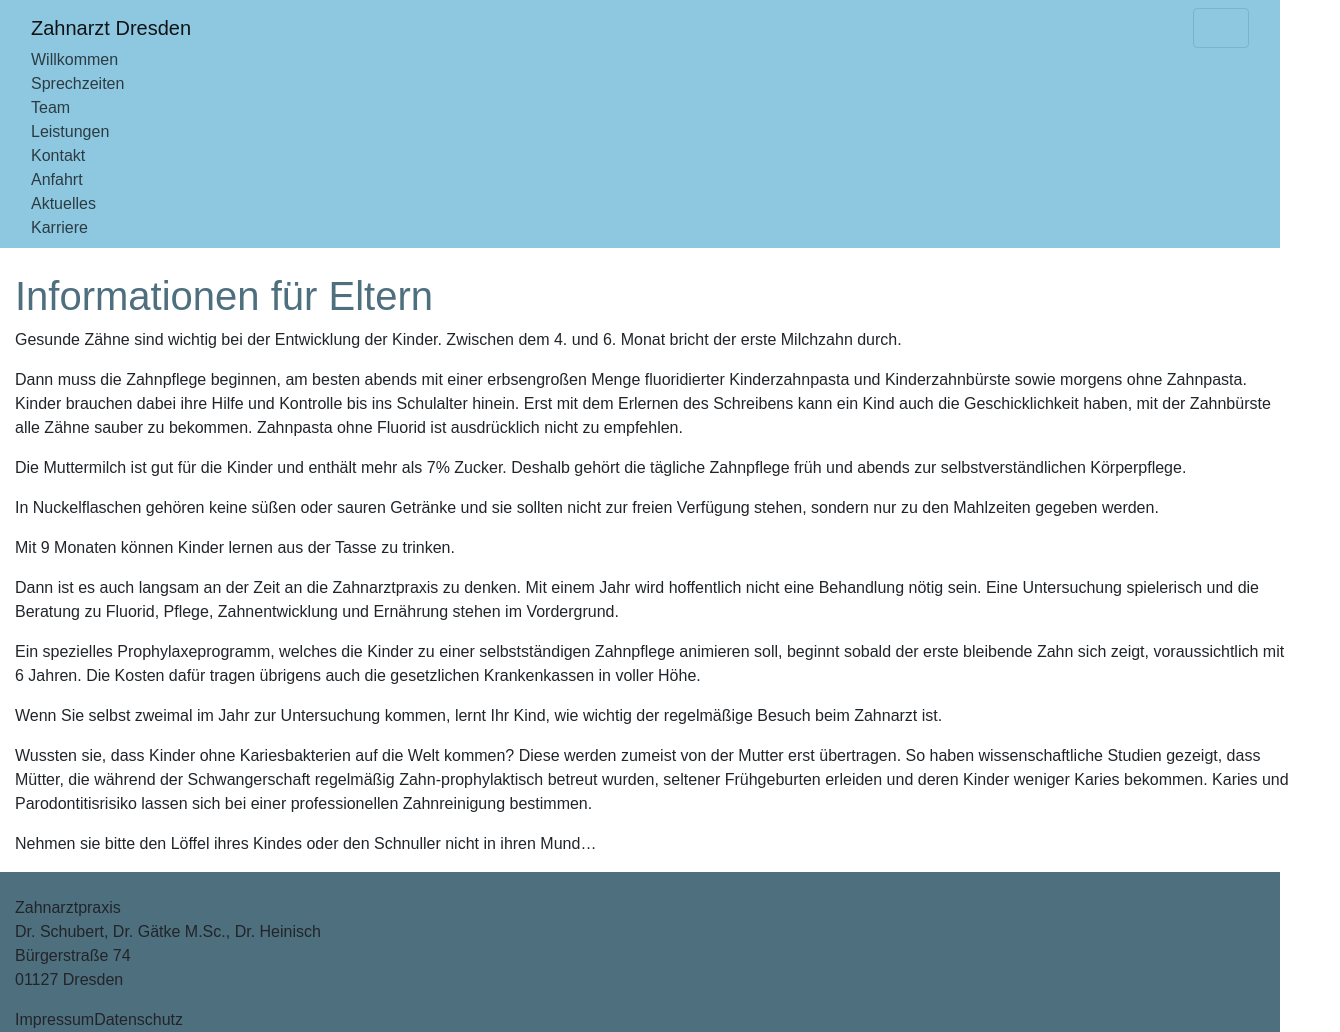 Zahnarzt Dresden
Willkommen
Sprechzeiten
Team
Leistungen
Kontakt
Anfahrt
Aktuelles
Karriere
Informationen für Eltern
Gesunde Zähne sind wichtig bei der Entwicklung der Kinder. Zwischen dem 4. und 6. Monat bricht der erste Milchzahn durch.
Dann muss die Zahnpflege beginnen, am besten abends mit einer erbsengroßen Menge fluoridierter Kinderzahnpasta und Kinderzahnbürste sowie morgens ohne Zahnpasta.
Kinder brauchen dabei ihre Hilfe und Kontrolle bis ins Schulalter hinein. Erst mit dem Erlernen des Schreibens kann ein Kind auch die Geschicklichkeit haben, mit der Zahnbürste
alle Zähne sauber zu bekommen. Zahnpasta ohne Fluorid ist ausdrücklich nicht zu empfehlen.
Die Muttermilch ist gut für die Kinder und enthält mehr als 7% Zucker. Deshalb gehört die tägliche Zahnpflege früh und abends zur selbstverständlichen Körperpflege.
In Nuckelflaschen gehören keine süßen oder sauren Getränke und sie sollten nicht zur freien Verfügung stehen, sondern nur zu den Mahlzeiten gegeben werden.
Mit 9 Monaten können Kinder lernen aus der Tasse zu trinken.
Dann ist es auch langsam an der Zeit an die Zahnarztpraxis zu denken. Mit einem Jahr wird hoffentlich nicht eine Behandlung nötig sein. Eine Untersuchung spielerisch und die
Beratung zu Fluorid, Pflege, Zahnentwicklung und Ernährung stehen im Vordergrund.
Ein spezielles Prophylaxeprogramm, welches die Kinder zu einer selbstständigen Zahnpflege animieren soll, beginnt sobald der erste bleibende Zahn sich zeigt, voraussichtlich mit
6 Jahren. Die Kosten dafür tragen übrigens auch die gesetzlichen Krankenkassen in voller Höhe.
Wenn Sie selbst zweimal im Jahr zur Untersuchung kommen, lernt Ihr Kind, wie wichtig der regelmäßige Besuch beim Zahnarzt ist.
Wussten sie, dass Kinder ohne Kariesbakterien auf die Welt kommen? Diese werden zumeist von der Mutter erst übertragen. So haben wissenschaftliche Studien gezeigt, dass
Mütter, die während der Schwangerschaft regelmäßig Zahn-prophylaktisch betreut wurden, seltener Frühgeburten erleiden und deren Kinder weniger Karies bekommen. Karies und
Parodontitisrisiko lassen sich bei einer professionellen Zahnreinigung bestimmen.
Nehmen sie bitte den Löffel ihres Kindes oder den Schnuller nicht in ihren Mund…
Zahnarztpraxis
Dr. Schubert, Dr. Gätke M.Sc., Dr. Heinisch
Bürgerstraße 74
01127 Dresden
ImpressumDatenschutz